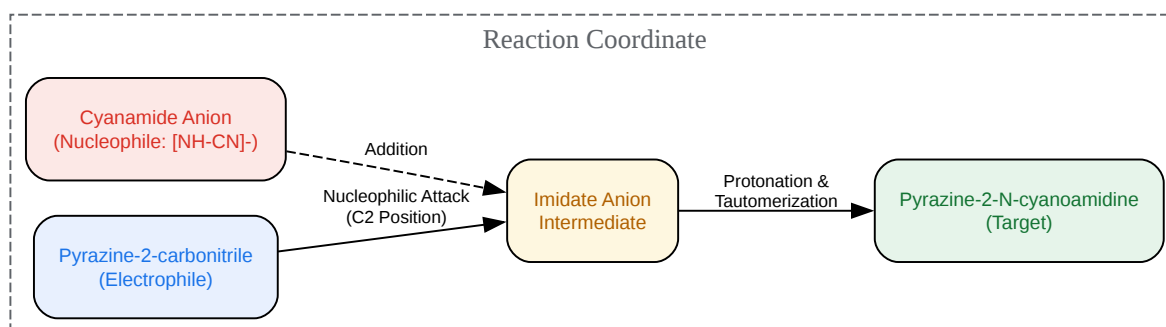 Reaction Coordinate
Cyanamide Anion
(Nucleophile: [NH-CN]-)
Addition
Nucleophilic Attack
(C2 Position)
Pyrazine-2-carbonitrile
(Electrophile)
Imidate Anion
Intermediate
Protonation &
Tautomerization
Pyrazine-2-N-cyanoamidine
(Target)